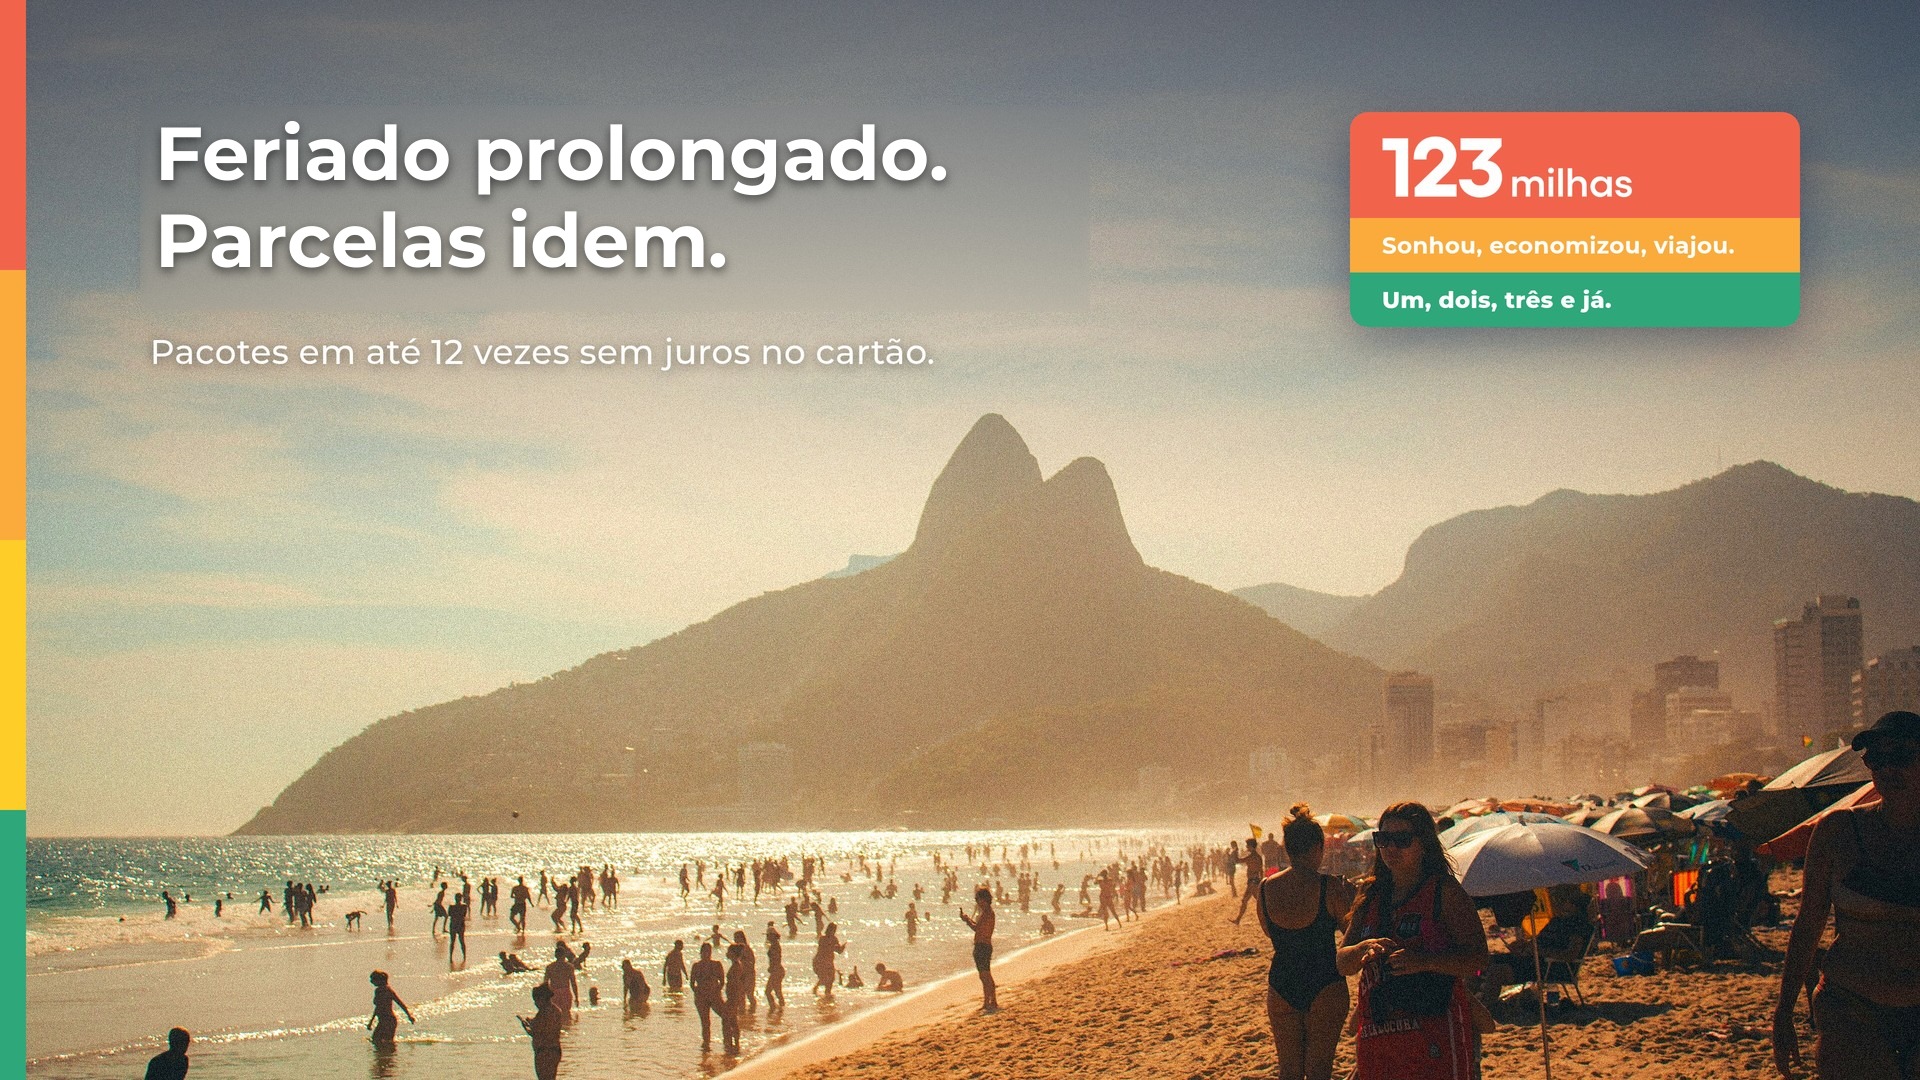 Feriado prolongado.
Parcelas idem.
Pacotes em até 12 vezes sem juros no cartão.
123 milhas
Sonhou, economizou, viajou.
Um, dois, três e já.